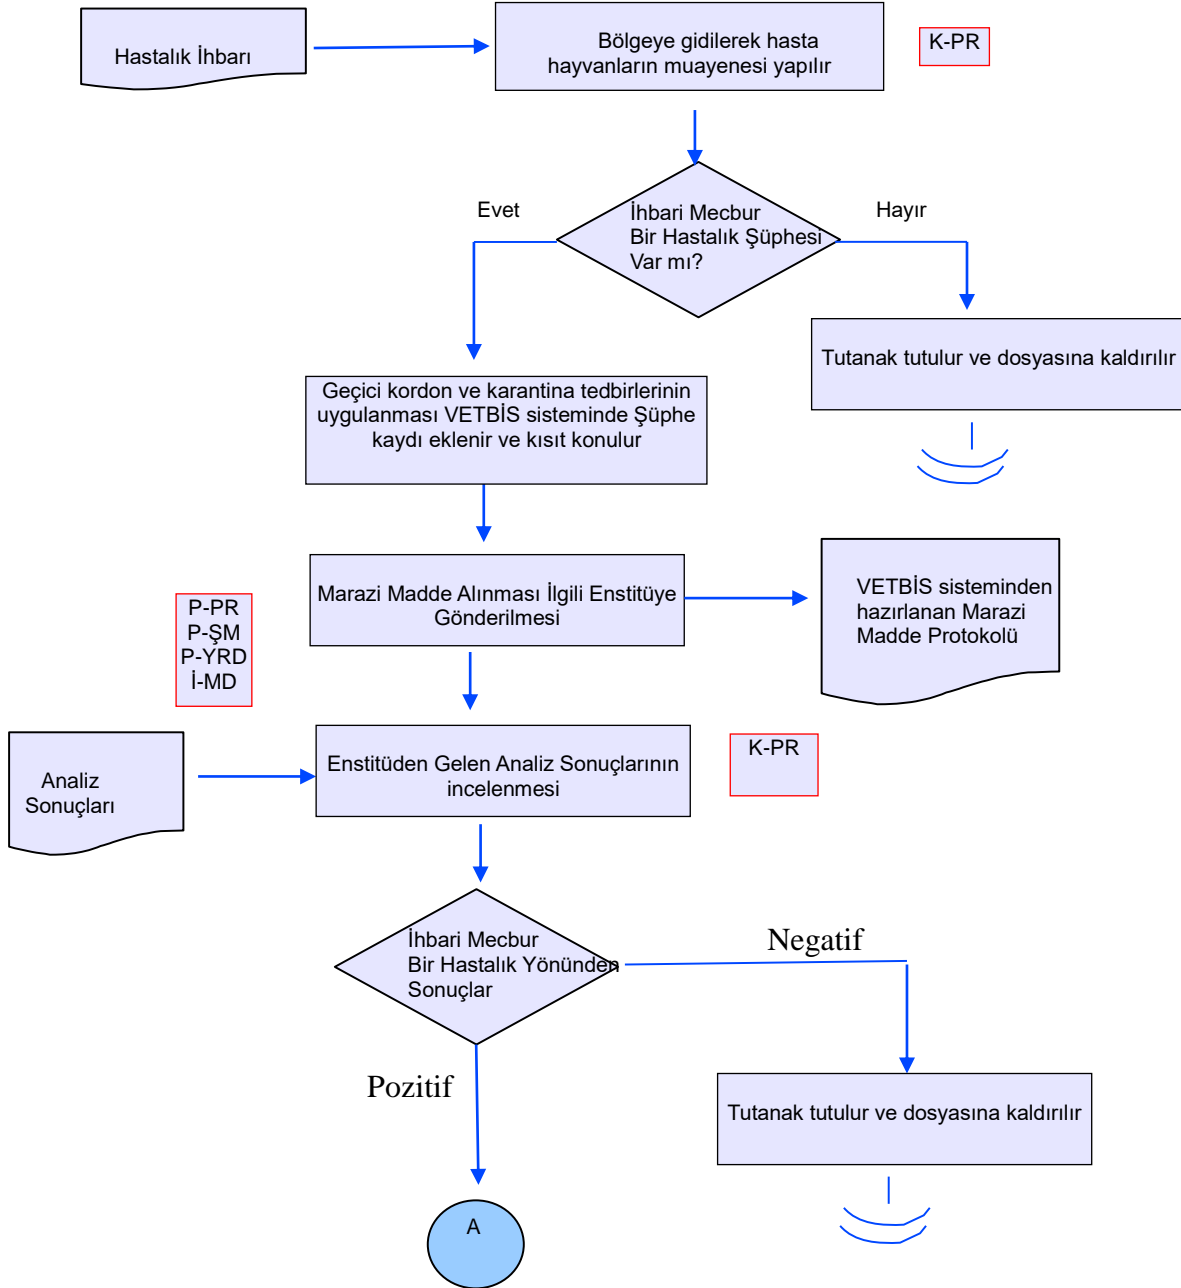 Hastalık İhbarı
Bölgeye gidilerek hasta
hayvanların muayenesi yapılır
K-PR
Evet
İhbari Mecbur
Bir Hastalık Şüphesi
Var mı?
Hayır
Tutanak tutulur ve dosyasına kaldırılır
Geçici kordon ve karantina tedbirlerinin
uygulanması VETBİS sisteminde Şüphe
kaydı eklenir ve kısıt konulur
Marazi Madde Alınması İlgili Enstitüye
Gönderilmesi
VETBİS sisteminden
hazırlanan Marazi
Madde Protokolü
P-PR
P-ŞM
P-YRD
İ-MD
Analiz
Sonuçları
Enstitüden Gelen Analiz Sonuçlarının
incelenmesi
K-PR
İhbari Mecbur
Bir Hastalık Yönünden
Sonuçlar
Negatif
Pozitif
Tutanak tutulur ve dosyasına kaldırılır
A